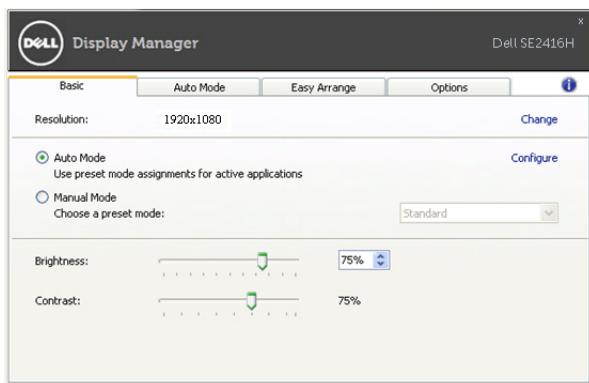 x
DELL Display Manager
Dell SE2416H
Basic Auto Mode Easy Arrange Options i
Resolution: 1920x1080 Change
Auto Mode Configure
Use preset mode assignments for active applications
Manual Mode
Choose a preset mode: Standard
Brightness: 75%
Contrast: 75%